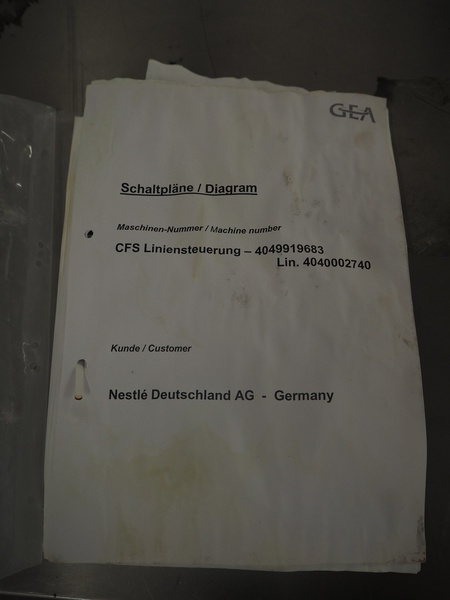 GEA
Schaltpläne / Diagram
Maschinen-Nummer / Machine number
CFS Liniensteuerung – 4049919683
Lin. 4040002740
Kunde / Customer
Nestlé Deutschland AG - Germany